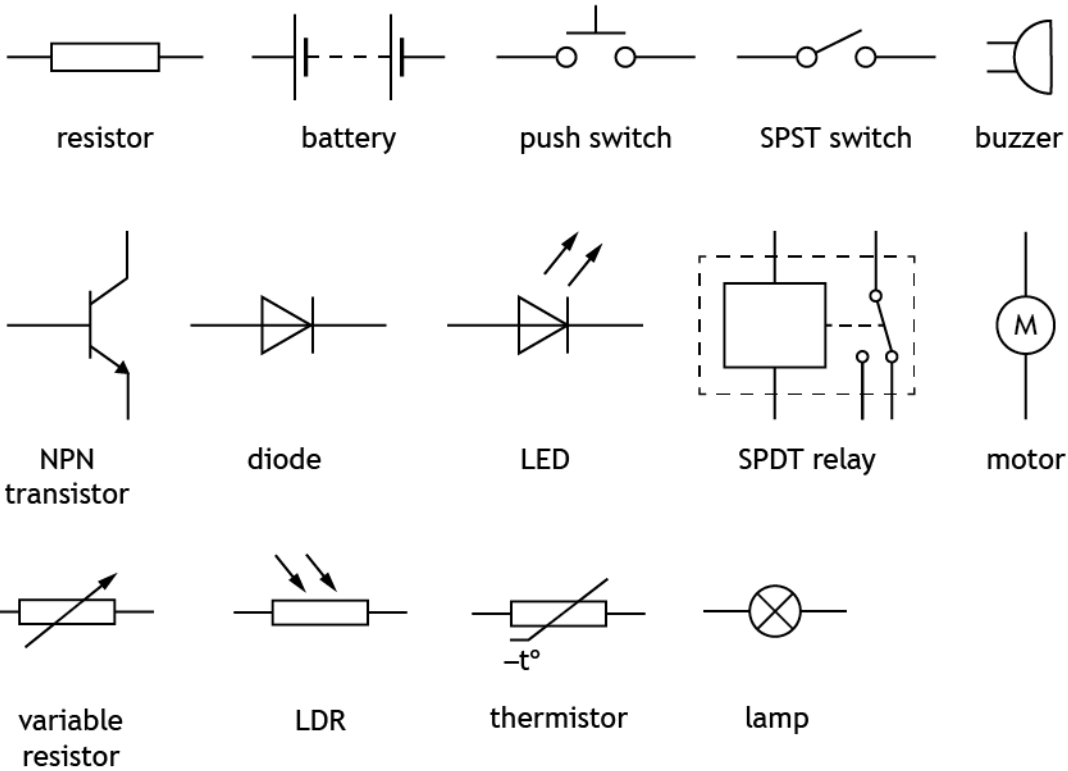 resistor
battery
push switch
SPST switch
buzzer
M
NPN
transistor
diode
LED
SPDT relay
motor
–t°
variable
resistor
LDR
thermistor
lamp